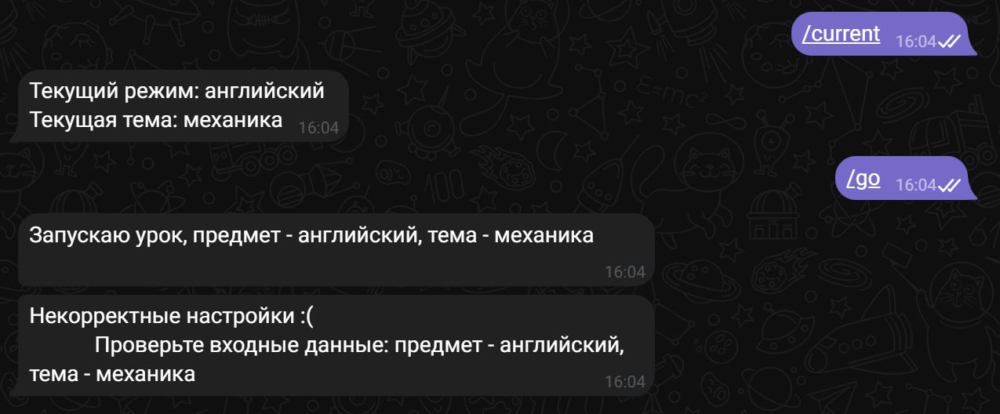 /current
16:04
Текущий режим: английский
Текущая тема: механика
16:04
/go
16:04
Запускаю урок, предмет - английский, тема - механика
16:04
Некорректные настройки :(
Проверьте входные данные: предмет - английский,
тема - механика
16:04